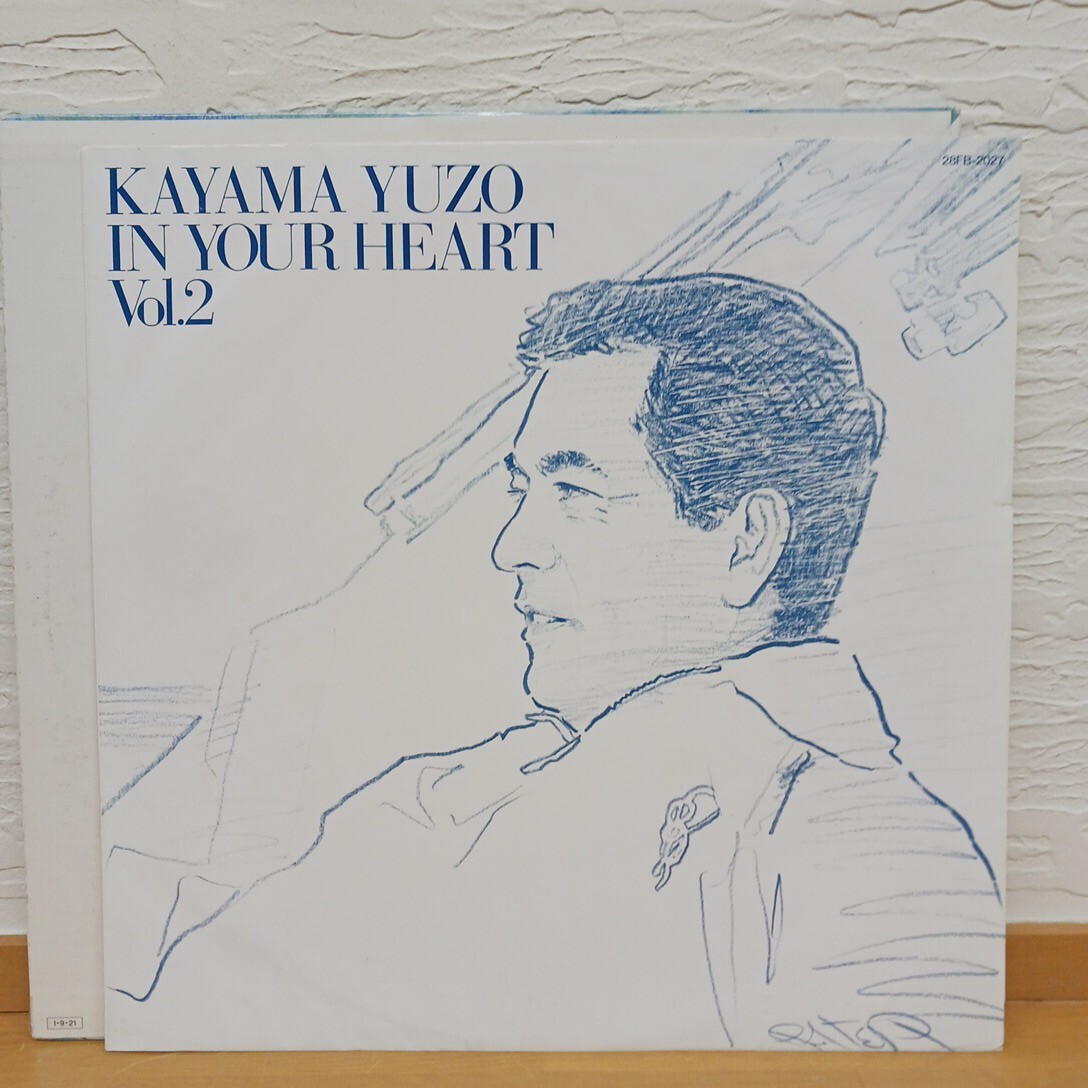 KAYAMA YUZO
IN YOUR HEART
Vol.2
28FB-2027
1-9-21